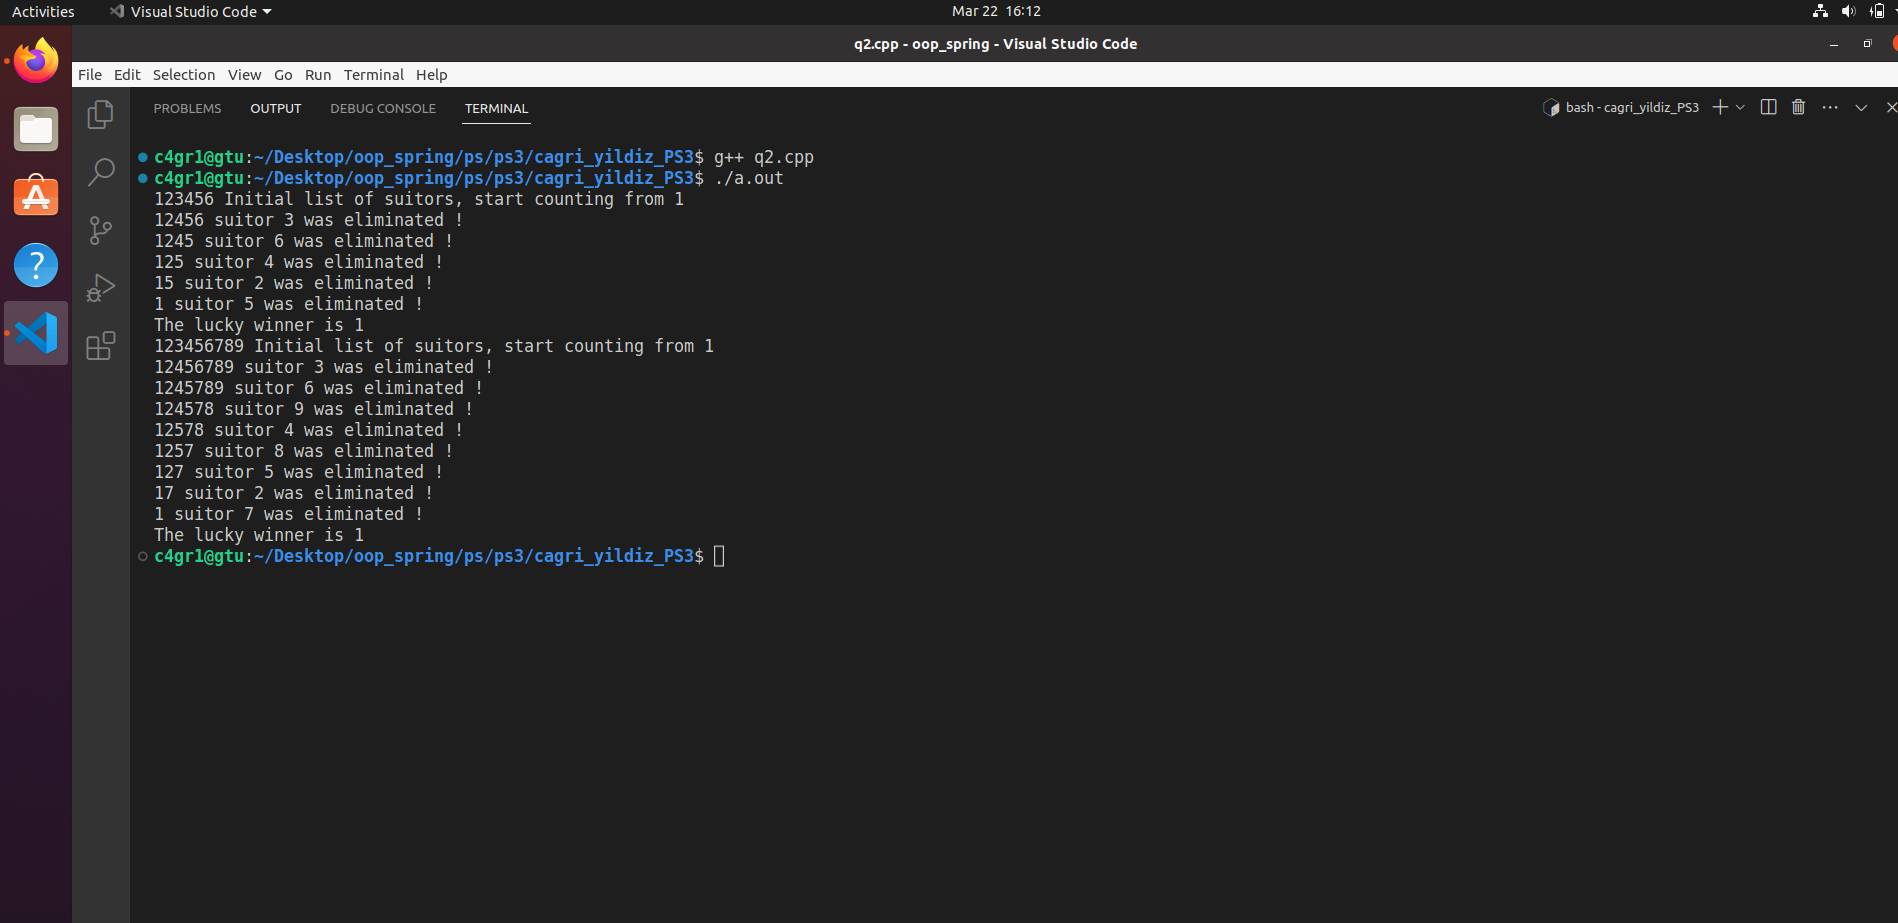 Activities Visual Studio Code Mar 22 16:12
q2.cpp - oop_spring - Visual Studio Code
File Edit Selection View Go Run Terminal Help
PROBLEMS OUTPUT DEBUG CONSOLE TERMINAL bash - cagri_yildiz_PS3
c4gr1@gtu:~/Desktop/oop_spring/ps/ps3/cagri_yildiz_PS3$ g++ q2.cpp
c4gr1@gtu:~/Desktop/oop_spring/ps/ps3/cagri_yildiz_PS3$ ./a.out
123456 Initial list of suitors, start counting from 1
12456 suitor 3 was eliminated !
1245 suitor 6 was eliminated !
125 suitor 4 was eliminated !
15 suitor 2 was eliminated !
1 suitor 5 was eliminated !
The lucky winner is 1
123456789 Initial list of suitors, start counting from 1
12456789 suitor 3 was eliminated !
1245789 suitor 6 was eliminated !
124578 suitor 9 was eliminated !
12578 suitor 4 was eliminated !
1257 suitor 8 was eliminated !
127 suitor 5 was eliminated !
17 suitor 2 was eliminated !
1 suitor 7 was eliminated !
The lucky winner is 1
c4gr1@gtu:~/Desktop/oop_spring/ps/ps3/cagri_yildiz_PS3$